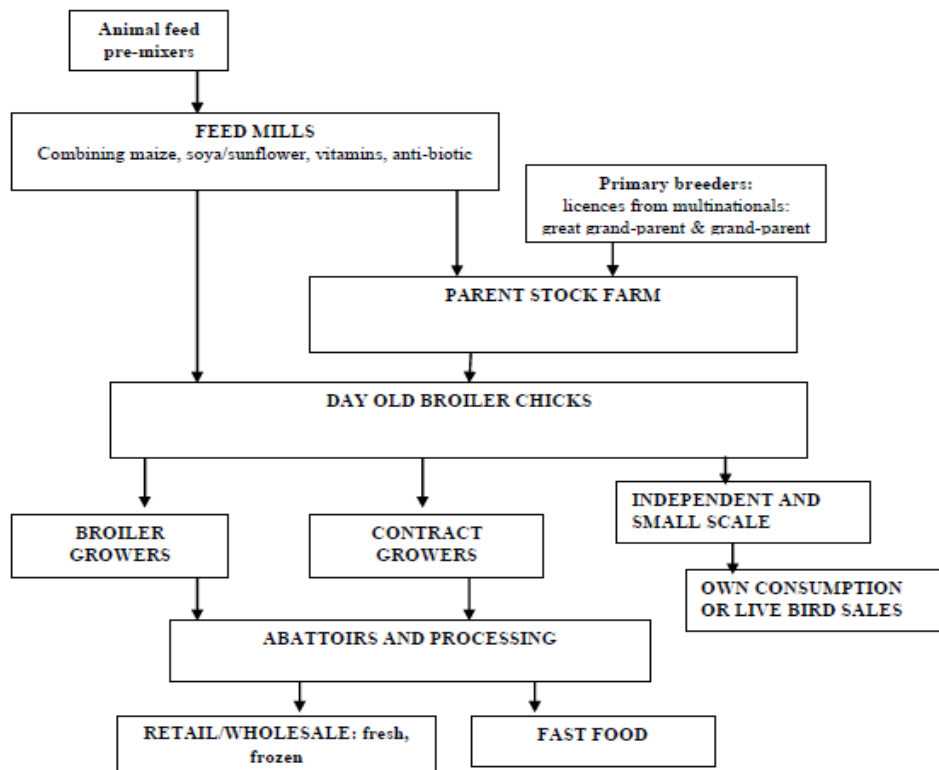 Animal feed
pre-mixers
FEED MILLS
Combining maize, soya/sunflower, vitamins, anti-biotic
Primary breeders:
licences from multinationals:
great grand-parent & grand-parent
PARENT STOCK FARM
DAY OLD BROILER CHICKS
BROILER
GROWERS
CONTRACT
GROWERS
INDEPENDENT AND
SMALL SCALE
OWN CONSUMPTION
OR LIVE BIRD SALES
ABATTOIRS AND PROCESSING
RETAIL/WHOLESALE: fresh,
frozen
FAST FOOD